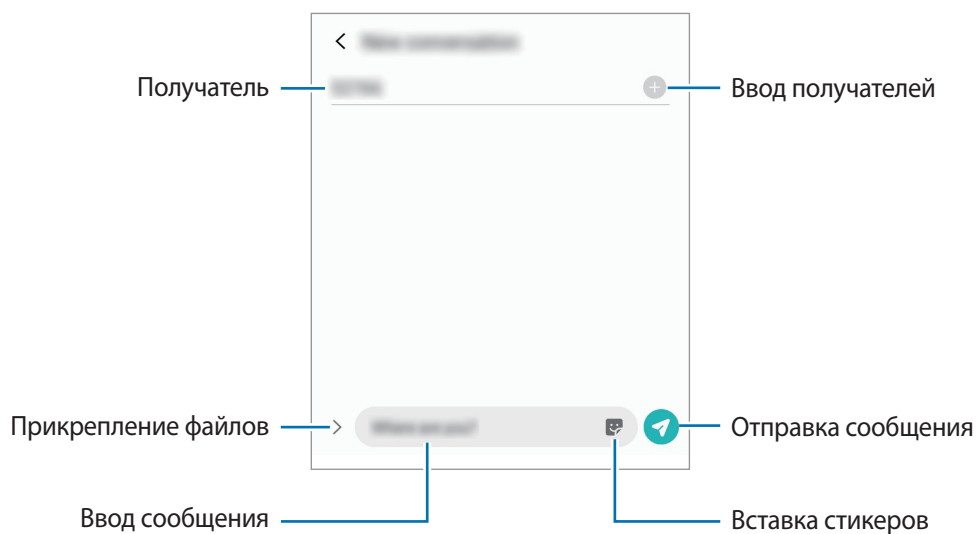 Получатель
Ввод получателей
Прикрепление файлов
Отправка сообщения
Ввод сообщения
Вставка стикеров